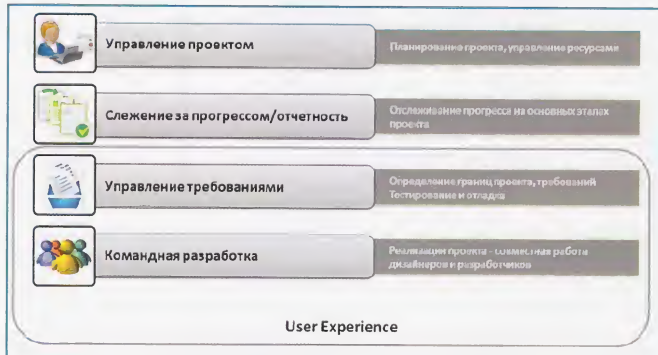 Управление проектом
Планирование проекта, управление ресурсами
Слежение за прогрессом/отчетность
Отслеживание прогресса на основных этапах
проекта
Управление требованиями
Определение границ проекта, требований
Тестирование и отладка
Командная разработка
Реализация проекта - совместная работа
дизайнеров и разработчиков
User Experience